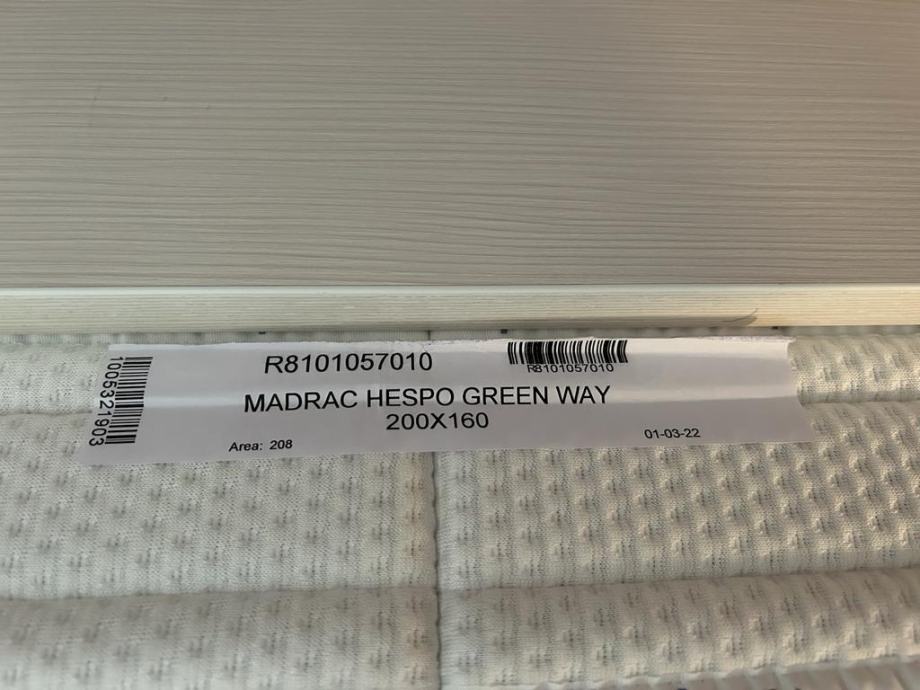 R8101057010
R8101057010
MADRAC HESPO GREEN WAY
200X160
Area: 208
01-03-22
1005321903